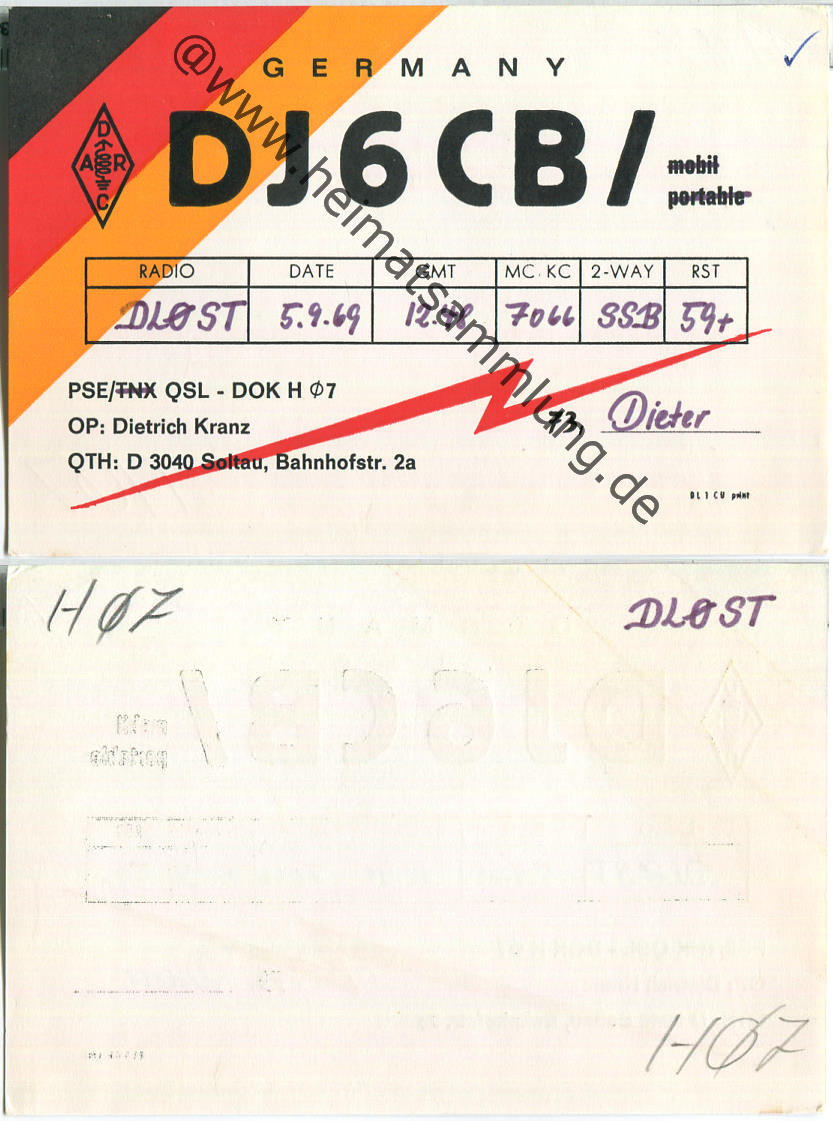 GERMANY
DARC
DJ6CB/
mobil
portable
RADIO DATE GMT MC. KC 2-WAY RST
DLØST 5.9.69 7066 SSB 59+
PSE/TNX QSL - DOK H Ø7
OP: Dietrich Kranz
73, Dieter
QTH: D 3040 Soltau, Bahnhofstr. 2a
DL1CU print
@www.heimatsammlung.de
HØ7 DLØST
HØ7